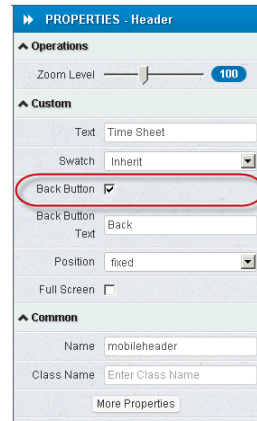 PROPERTIES - Header
Operations
Zoom Level 100
Custom
Text Time Sheet
Swatch Inherit
Back Button
Back Button
Text Back
Position fixed
Full Screen
Common
Name mobileheader
Class Name Enter Class Name
More Properties